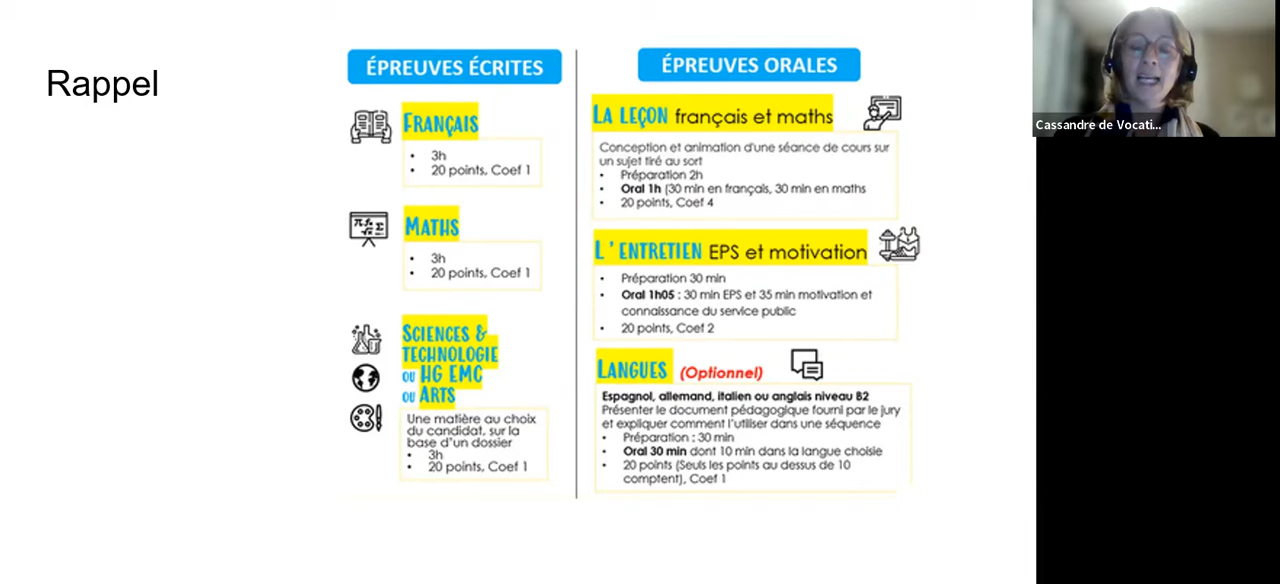 Rappel
ÉPREUVES ÉCRITES
FRANÇAIS
• 3h
• 20 points, Coef 1
MATHS
• 3h
• 20 points, Coef 1
SCIENCES &
TECHNOLOGIE
OU HG EMC
OU ARTS
Une matière au choix
du candidat, sur la
base d'un dossier
• 3h
• 20 points, Coef 1
ÉPREUVES ORALES
LA LEÇON français et maths
Conception et animation d'une séance de cours sur
un sujet tiré au sort
• Préparation 2h
• Oral 1h (30 min en français, 30 min en maths
• 20 points, Coef 4
L'ENTRETIEN EPS et motivation
• Préparation 30 min
• Oral 1h05 : 30 min EPS et 35 min motivation et
connaissance du service public
• 20 points, Coef 2
LANGUES (Optionnel)
Espagnol, allemand, italien ou anglais niveau B2
Présenter le document pédagogique fourni par le jury
et expliquer comment l'utiliser dans une séquence
• Préparation : 30 min
• Oral 30 min dont 10 min dans la langue choisie
• 20 points (Seuls les points au dessus de 10
comptent), Coef 1
Cassandre de Vocati...